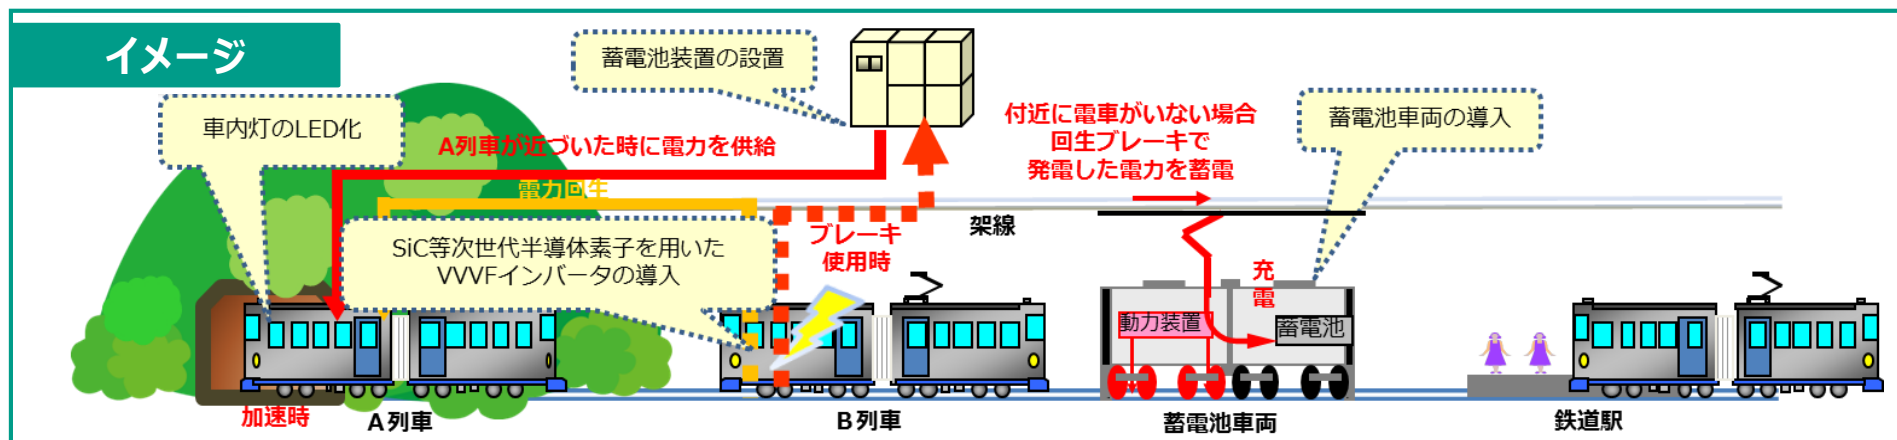 イメージ
蓄電池装置の設置
車内灯のLED化
付近に電車がいない場合
回生ブレーキで
発電した電力を蓄電
蓄電池車両の導入
A列車が近づいた時に電力を供給
電力回生
架線
SiC等次世代半導体素子を用いた
VVVFインバータの導入
ブレーキ
使用時
充
電
動力装置
蓄電池
加速時
A列車
B列車
蓄電池車両
鉄道駅